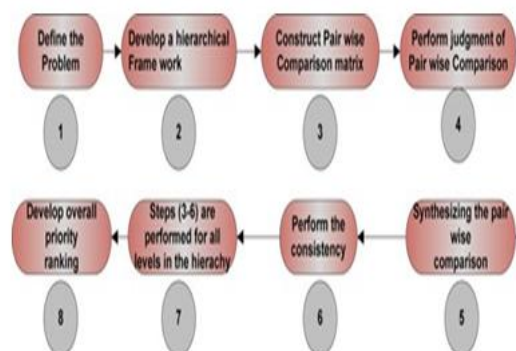 Define the
Problem
Develop a hierarchical
Frame work
Construct Pair wise
Comparison matrix
Perform judgment of
Pair wise Comparison
1
2
3
4
Develop overall
priority
ranking
Steps (3-6) are
performed for all
levels in the hierachy
Perform the
consistency
Synthesizing the pair
wise
comparison
8
7
6
5